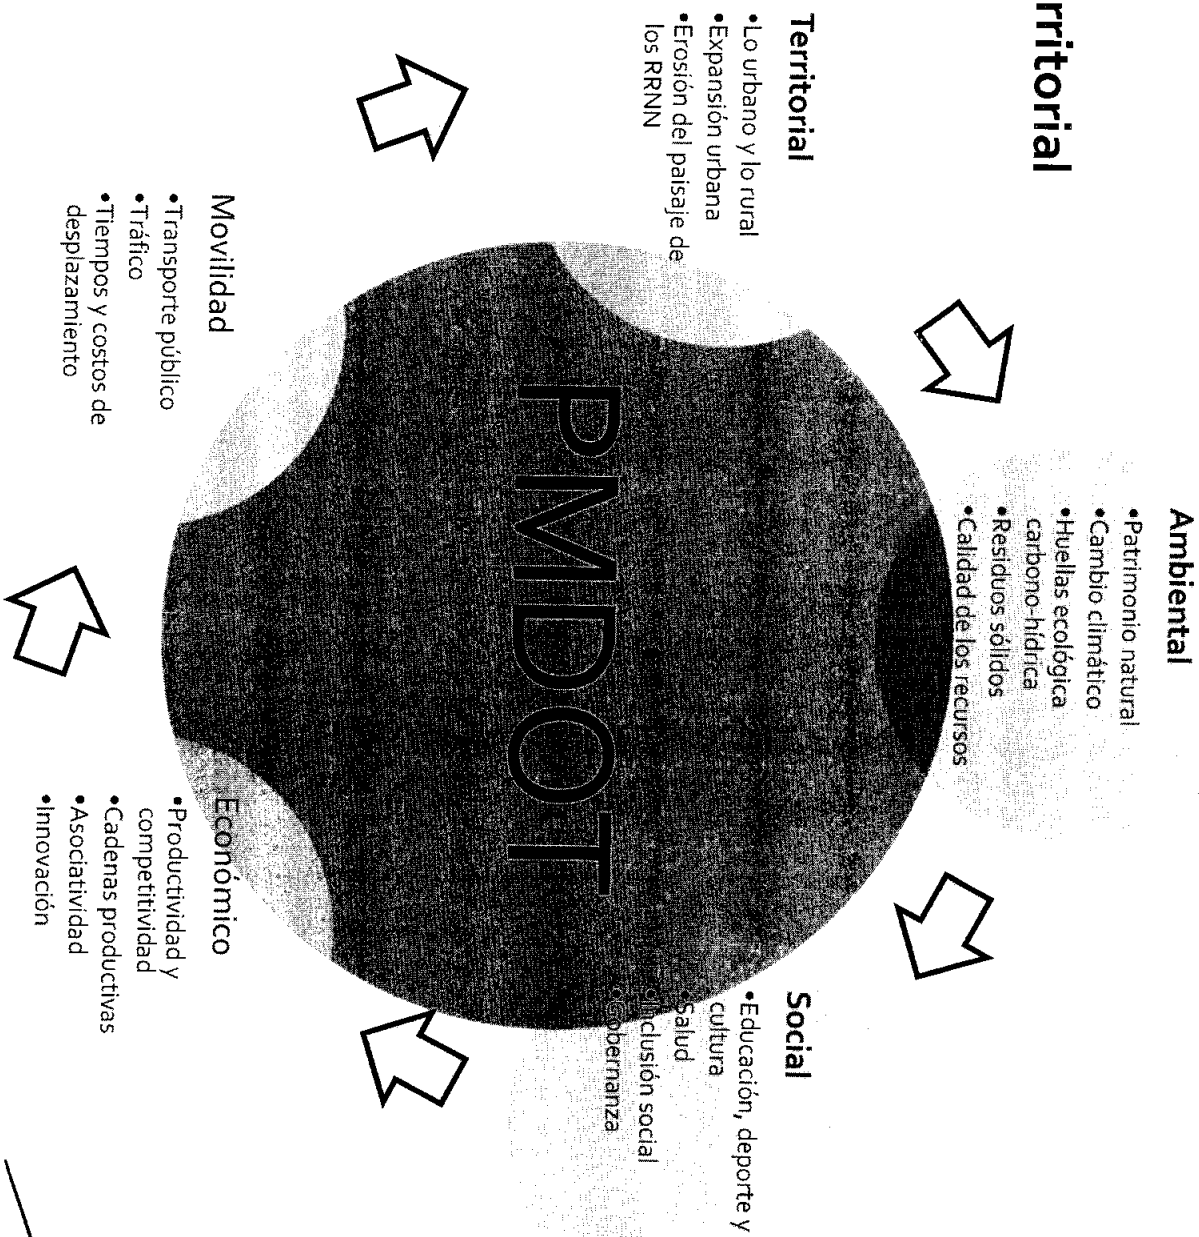 rritorial
Ambiental
•Patrimonio natural
•Cambio climático
•Huellas ecológica
carbono-hídrica
•Residuos sólidos
•Calidad de los recursos
Territorial
•Lo urbano y lo rural
•Expansión urbana
•Erosión del paisaje de
los RRNN
Social
•Educación, deporte y
cultura
•Salud
•Inclusión social
•Gobernanza
PMDOT
Movilidad
•Transporte público
•Tráfico
•Tiempos y costos de
desplazamiento
Económico
•Productividad y
competitividad
•Cadenas productivas
•Asociatividad
•Innovación